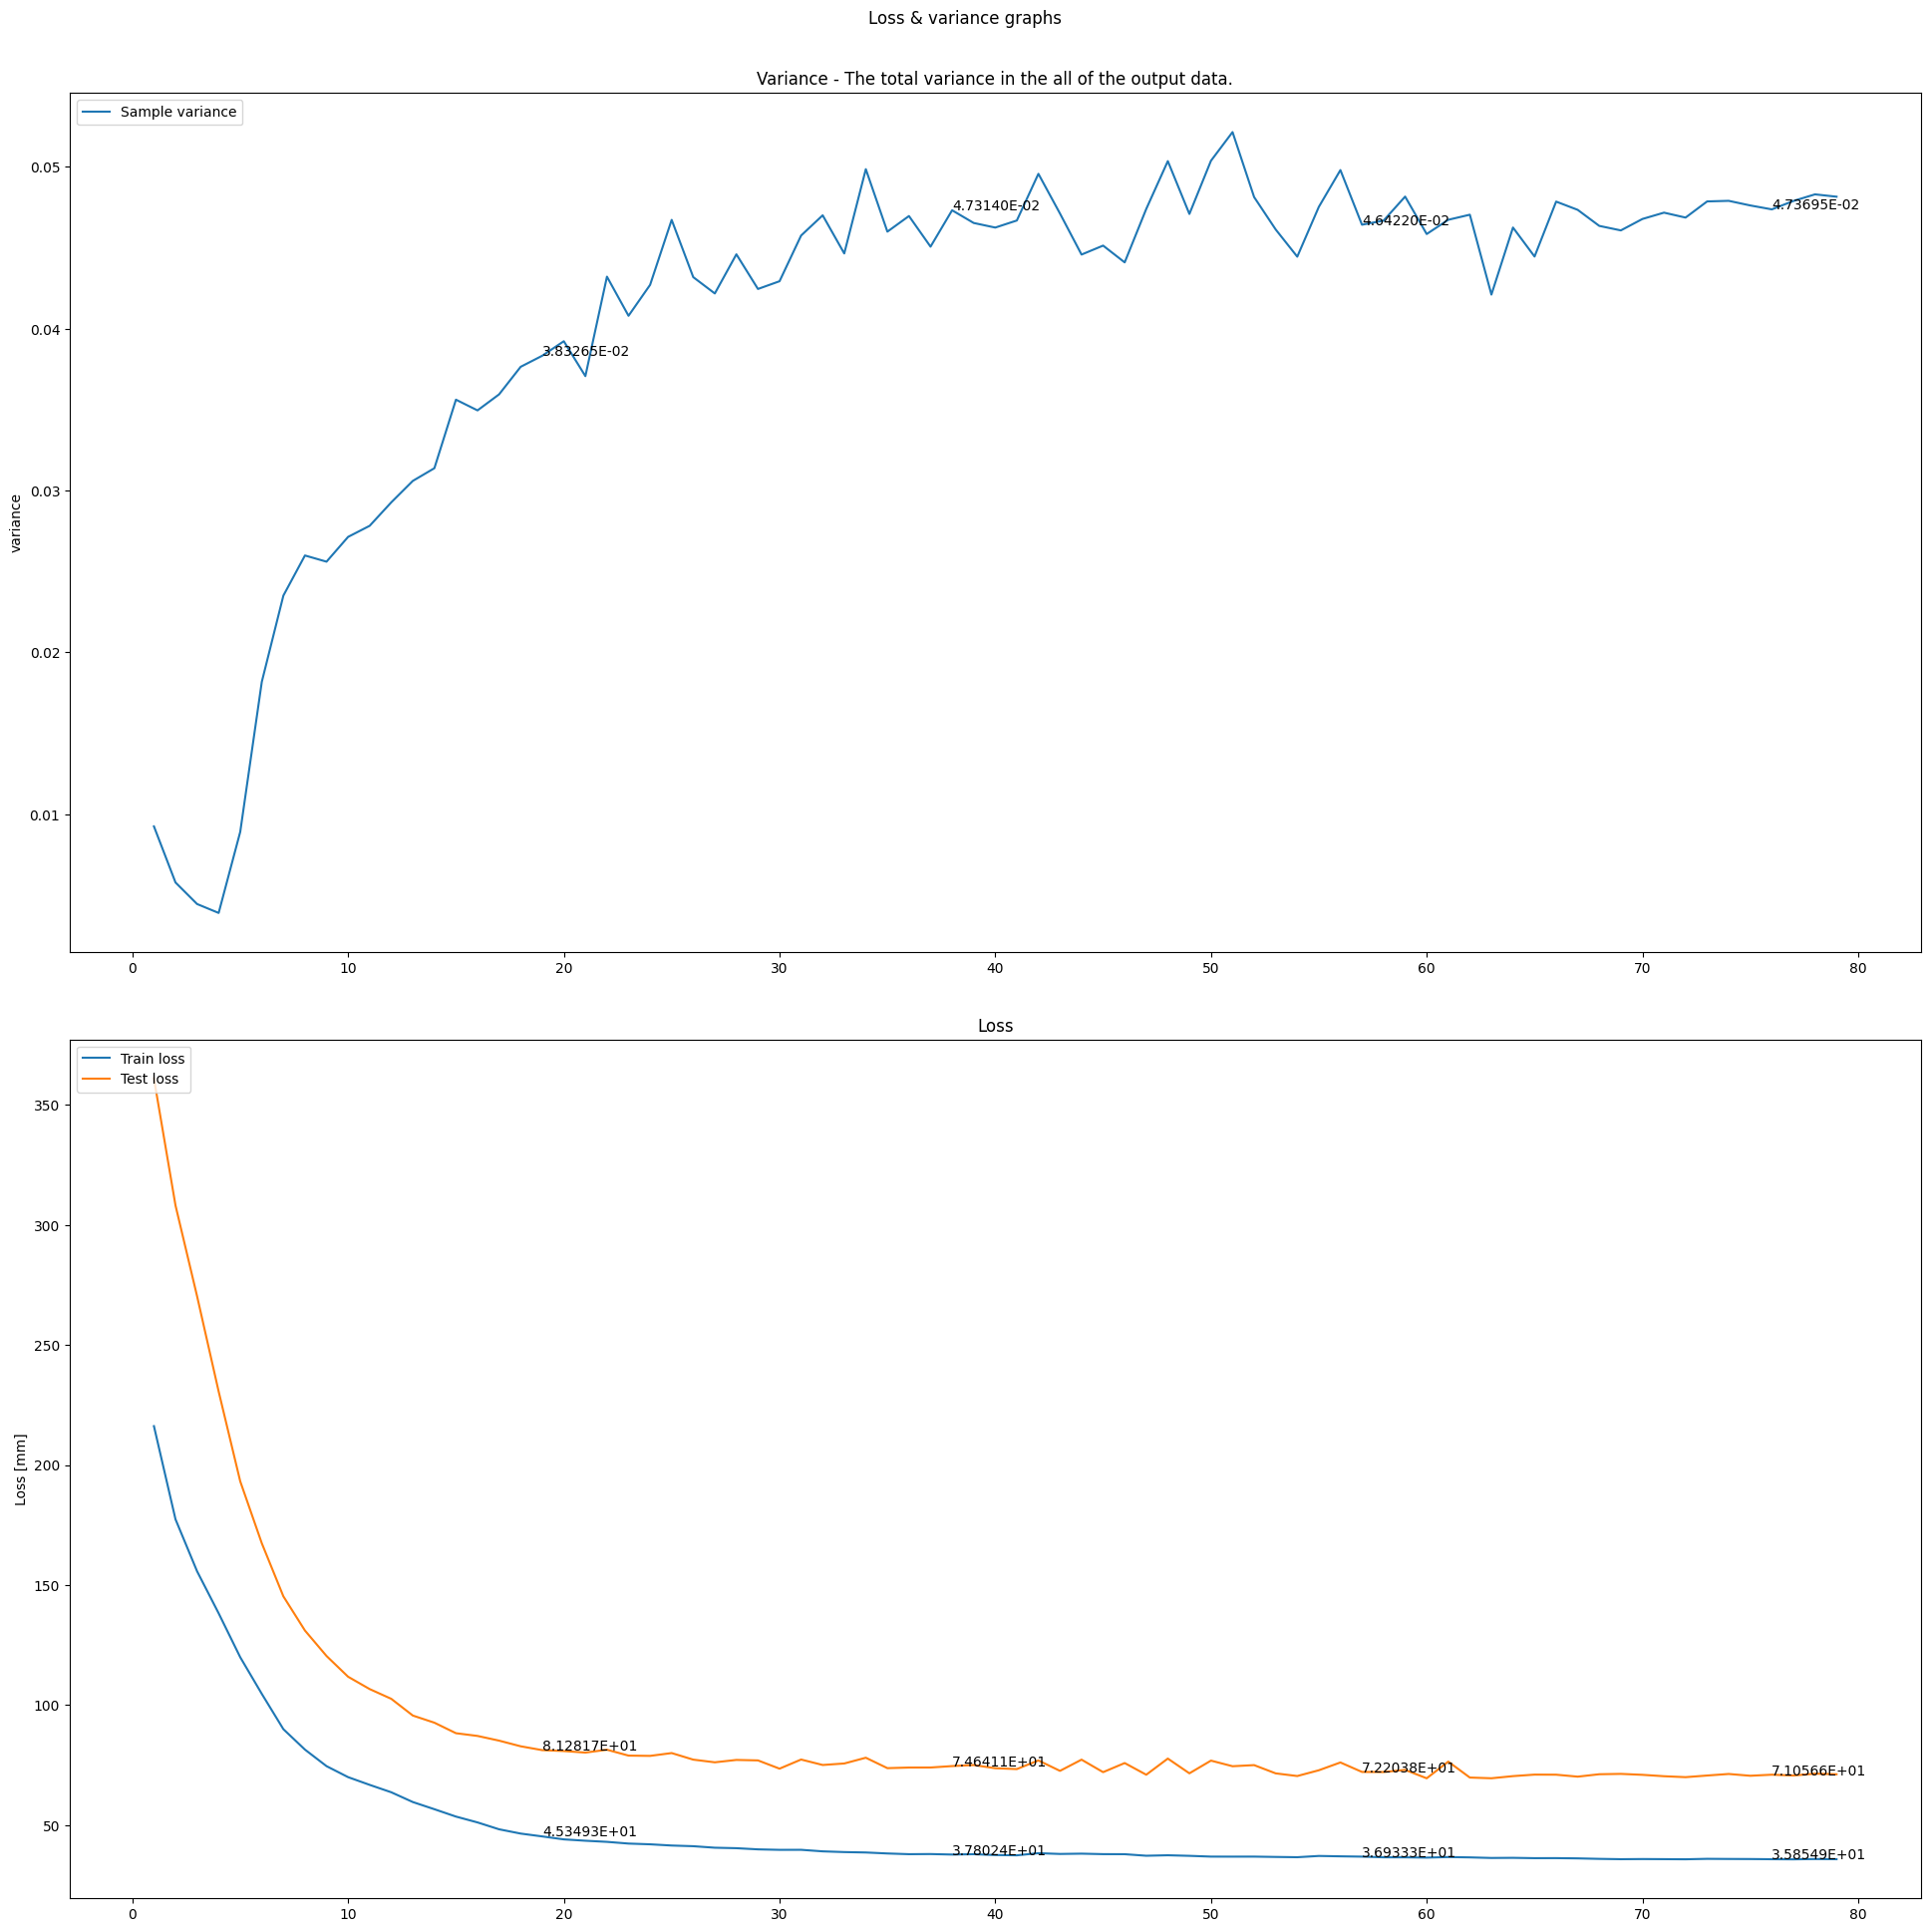 Loss & variance graphs
Variance - The total variance in the all of the output data.
Sample variance
0.05
0.04
0.03
0.02
0.01
variance
3.83265E-02
4.73140E-02
4.64220E-02
4.73695E-02
0 10 20 30 40 50 60 70 80
Loss
Train loss
Test loss
350
300
250
200
150
100
50
Loss [mm]
8.12817E+01
7.46411E+01
7.22038E+01
7.10566E+01
4.53493E+01
3.78024E+01
3.69333E+01
3.58549E+01
0 10 20 30 40 50 60 70 80